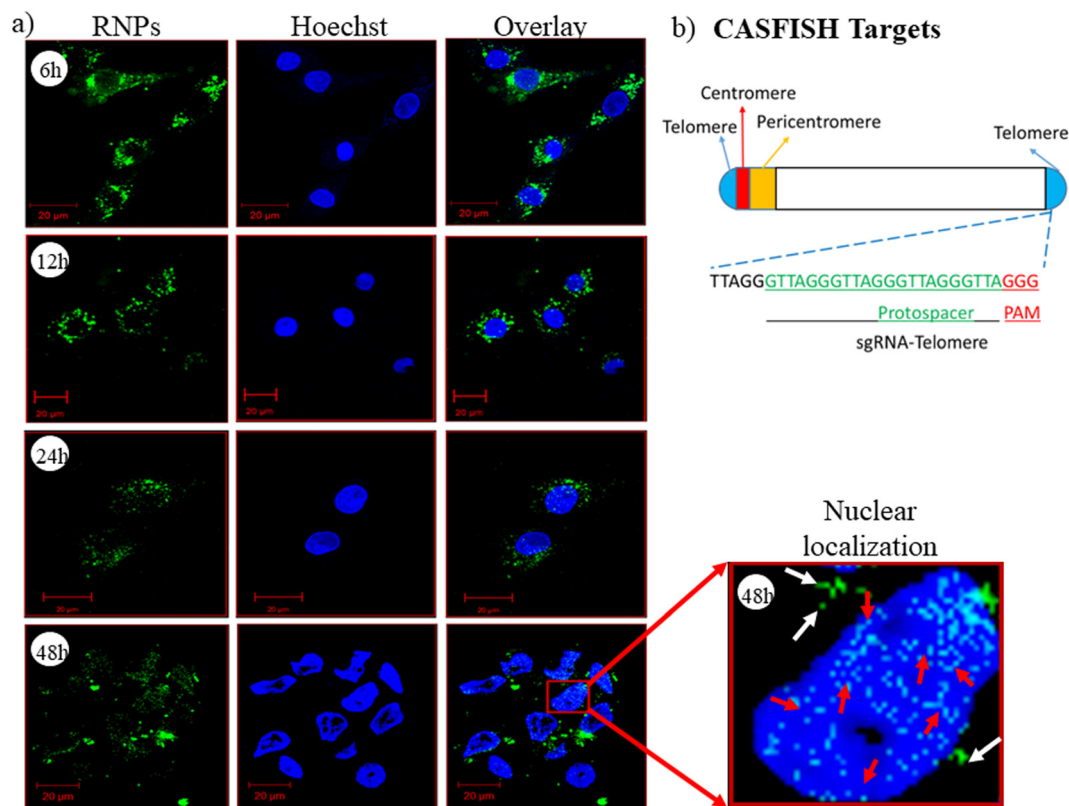 a)
RNPs
Hoechst
Overlay
6h
20 µm
20 µm
20 µm
12h
20 µm
20 µm
20 µm
24h
20 µm
20 µm
20 µm
48h
20 µm
20 µm
20 µm
b) CASFISH Targets
Centromere
Telomere
Pericentromere
Telomere
TTAGGGTTAGGGTTAGGGTTAGGGTTAGGG
Protospacer
PAM
sgRNA-Telomere
Nuclear
localization
48h